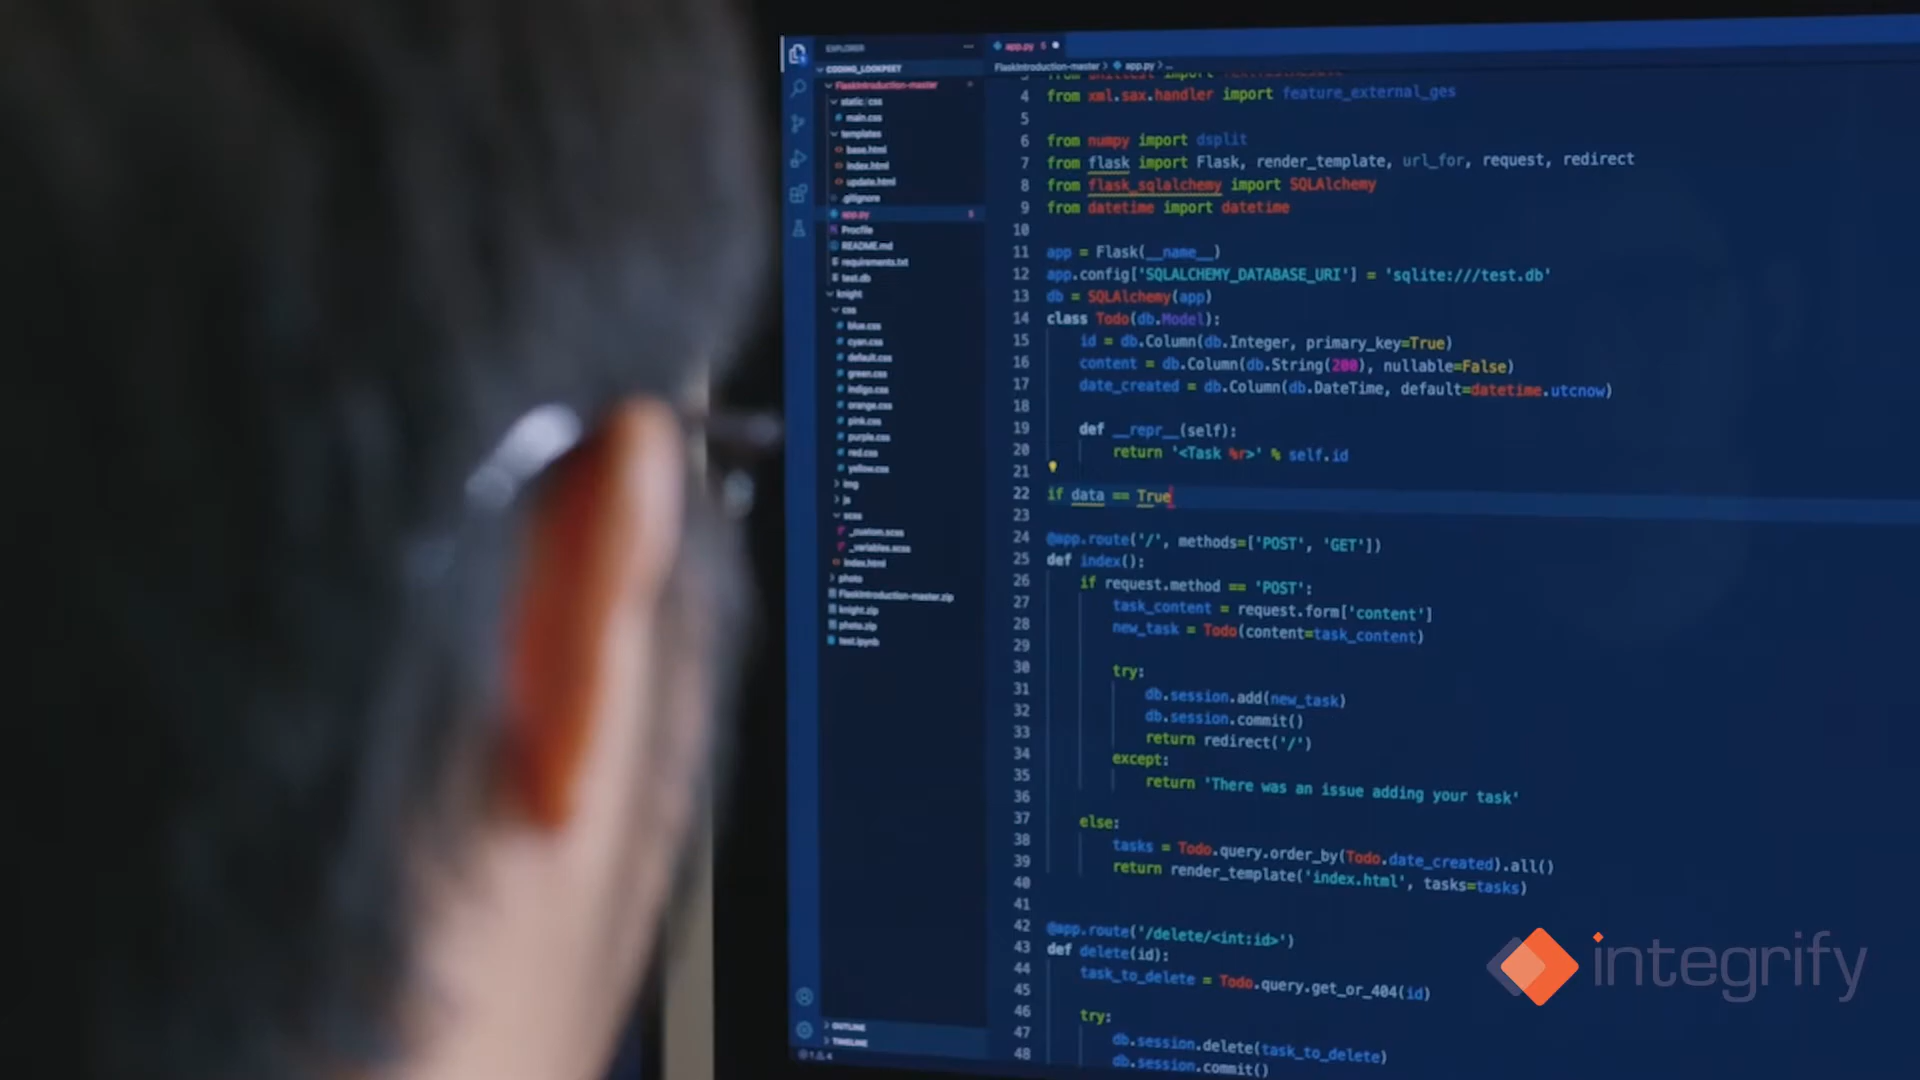 EXPLORER
CODING_LOOKPEET
FlaskIntroduction-master
static/css
main.css
templates
base.html
index.html
update.html
.gitignore
app.py 5
Procfile
README.md
requirements.txt
test.db
knight
css
blue.css
cyan.css
default.css
green.css
indigo.css
orange.css
pink.css
purple.css
red.css
yellow.css
img
js
scss
_custom.scss
_variables.scss
index.html
photo
FlaskIntroduction-master.zip
knight.zip
photo.zip
test.ipynb
OUTLINE
TIMELINE
app.py 5
FlaskIntroduction-master > app.py > ...
3 from unittest import
4 from xml.sax.handler import feature_external_ges
5
6 from numpy import dsplit
7 from flask import Flask, render_template, url_for, request, redirect
8 from flask_sqlalchemy import SQLAlchemy
9 from datetime import datetime
10
11 app = Flask(__name__)
12 app.config['SQLALCHEMY_DATABASE_URI'] = 'sqlite:///test.db'
13 db = SQLAlchemy(app)
14 class Todo(db.Model):
15 id = db.Column(db.Integer, primary_key=True)
16 content = db.Column(db.String(200), nullable=False)
17 date_created = db.Column(db.DateTime, default=datetime.utcnow)
18
19 def __repr__(self):
20 return '<Task %r>' % self.id
21
22 if data == True
23
24 @app.route('/', methods=['POST', 'GET'])
25 def index():
26 if request.method == 'POST':
27 task_content = request.form['content']
28 new_task = Todo(content=task_content)
29
30 try:
31 db.session.add(new_task)
32 db.session.commit()
33 return redirect('/')
34 except:
35 return 'There was an issue adding your task'
36
37 else:
38 tasks = Todo.query.order_by(Todo.date_created).all()
39 return render_template('index.html', tasks=tasks)
40
41
42 @app.route('/delete/<int:id>')
43 def delete(id):
44 task_to_delete = Todo.query.get_or_404(id)
45
46 try:
47 db.session.delete(task_to_delete)
48 db.session.commit()
integrify